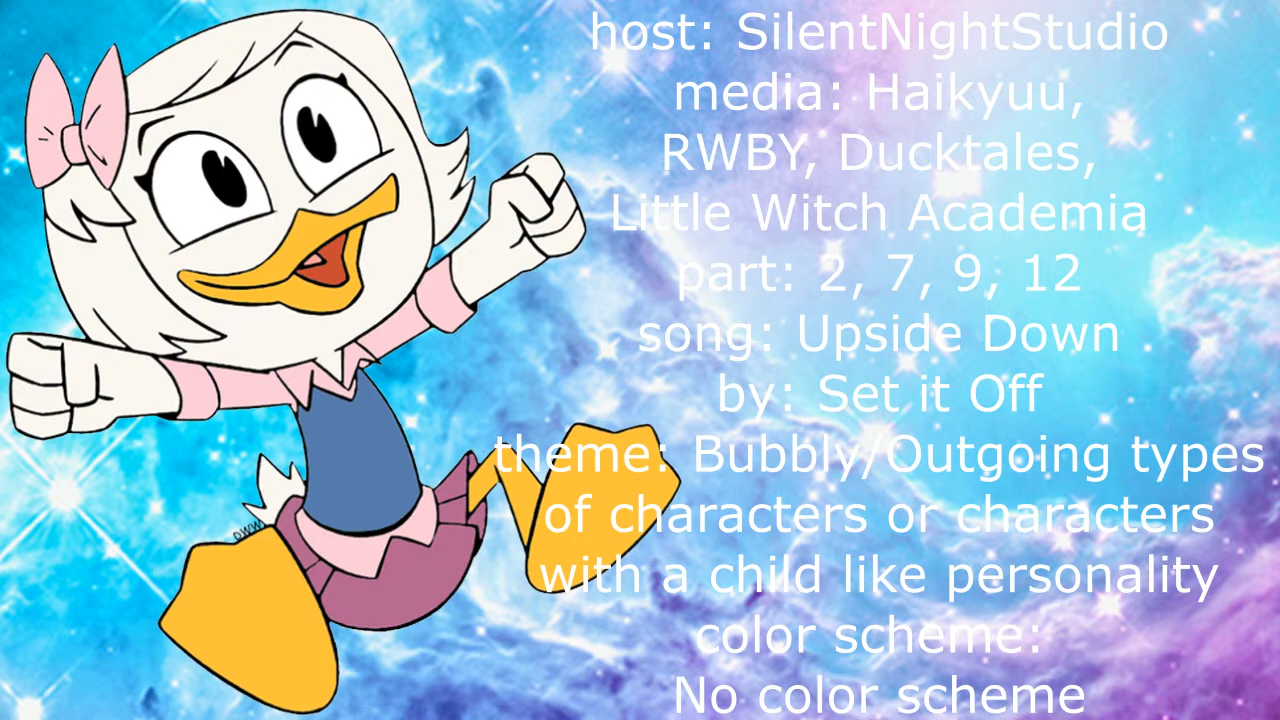 host: SilentNightStudio
media: Haikyuu,
RWBY, Ducktales,
Little Witch Academia
part: 2, 7, 9, 12
song: Upside Down
by: Set it Off
theme: Bubbly/Outgoing types
of characters or characters
with a child like personality
color scheme:
No color scheme